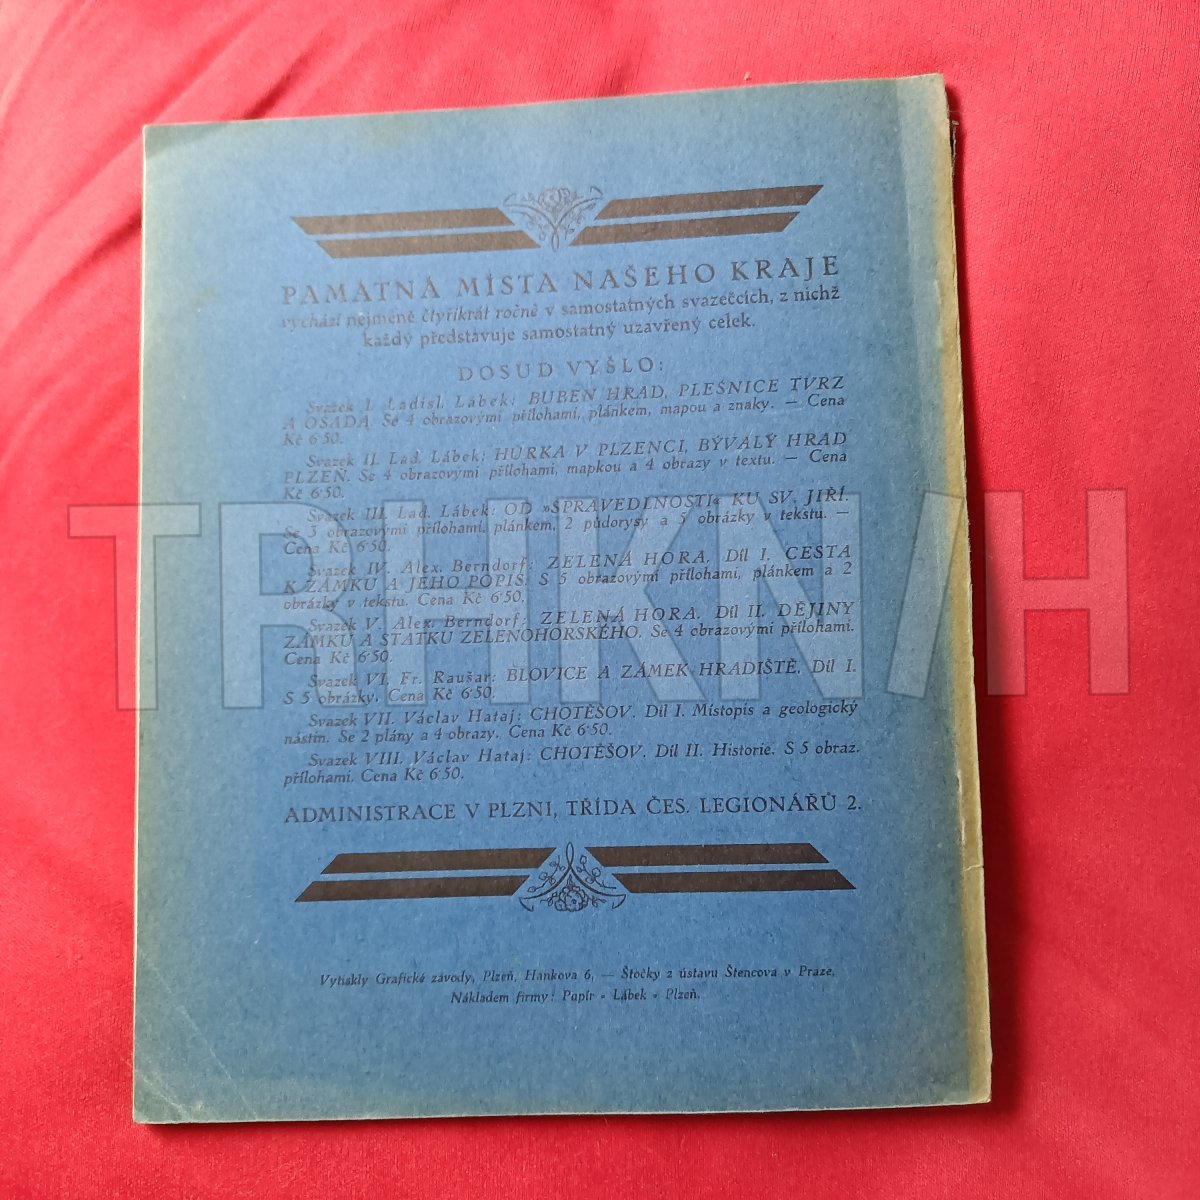 PAMÁTNÁ MÍSTA NAŠEHO KRAJE
vychází nejméně čtyřikrát ročně v samostatných svazečcích, z nichž
každý představuje samostatný uzavřený celek.
DOSUD VYŠLO:
Svazek I. Ladisl. Lábek: BUBEN HRAD, PLEŠNICE TVRZ
A OSADA. Se 4 obrazovými přílohami, plánkem, mapou a znaky. — Cena
Kč 6·50.
Svazek II. Lad. Lábek: HŮRKA V PLZENCI, BÝVALÝ HRAD
PLZEŇ. Se 4 obrazovými přílohami, mapkou a 4 obrazy v textu. — Cena
Kč 6·50.
Svazek III. Lad. Lábek: OD »SPRAVEDLNOSTI« KU SV. JIŘÍ.
Se 3 obrazovými přílohami, plánkem, 2 půdorysy a 5 obrázky v tekstu. —
Cena Kč 6·50.
Svazek IV. Alex. Berndorf: ZELENÁ HORA. Díl I. CESTA
K ZÁMKU A JEHO POPIS. S 5 obrazovými přílohami, plánkem a 2
obrázky v tekstu. Cena Kč 6·50.
Svazek V. Alex. Berndorf: ZELENÁ HORA. Díl II. DĚJINY
ZÁMKU A STATKU ZELENOHORSKÉHO. Se 4 obrazovými přílohami.
Cena Kč 6·50.
Svazek VI. Fr. Raušar: BLOVICE A ZÁMEK HRADIŠTĚ. Díl I.
S 5 obrázky. Cena Kč 6·50.
Svazek VII. Václav Hataj: CHOTĚŠOV. Díl I. Místopis a geologický
nástin. Se 2 plány a 4 obrazy. Cena Kč 6·50.
Svazek VIII. Václav Hataj: CHOTĚŠOV. Díl II. Historie. S 5 obraz.
přílohami. Cena Kč 6·50.
ADMINISTRACE V PLZNI, TŘÍDA ČES. LEGIONÁŘŮ 2.
Vytiskly Grafické závody, Plzeň, Hankova 6. — Štočky z ústavu Štencova v Praze.
Nákladem firmy: Papír - Lábek - Plzeň.